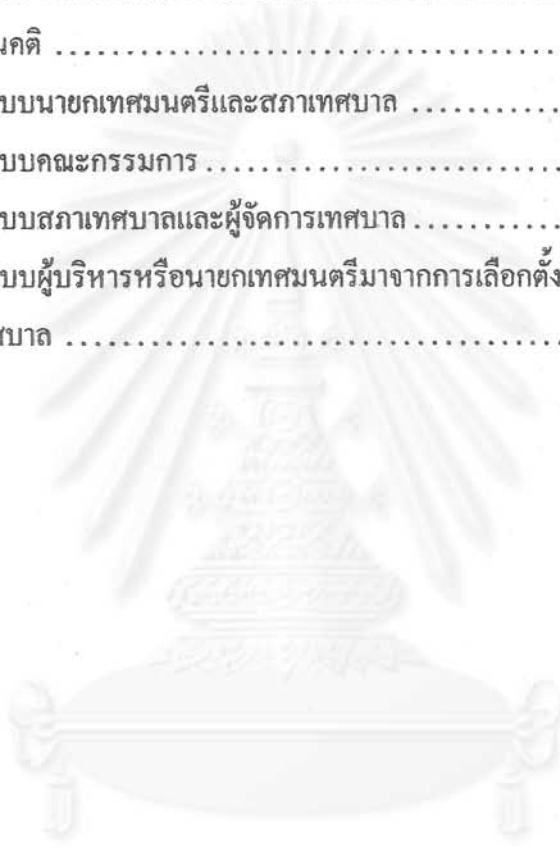 นคติ ........................................
บบนายกเทศมนตรีและสภาเทศบาล ............
บบคณะกรรมการ ............................
บบสภาเทศบาลและผู้จัดการเทศบาล ............
บบผู้บริหารหรือนายกเทศมนตรีมาจากการเลือกตั้ง
ศบาล ........................................